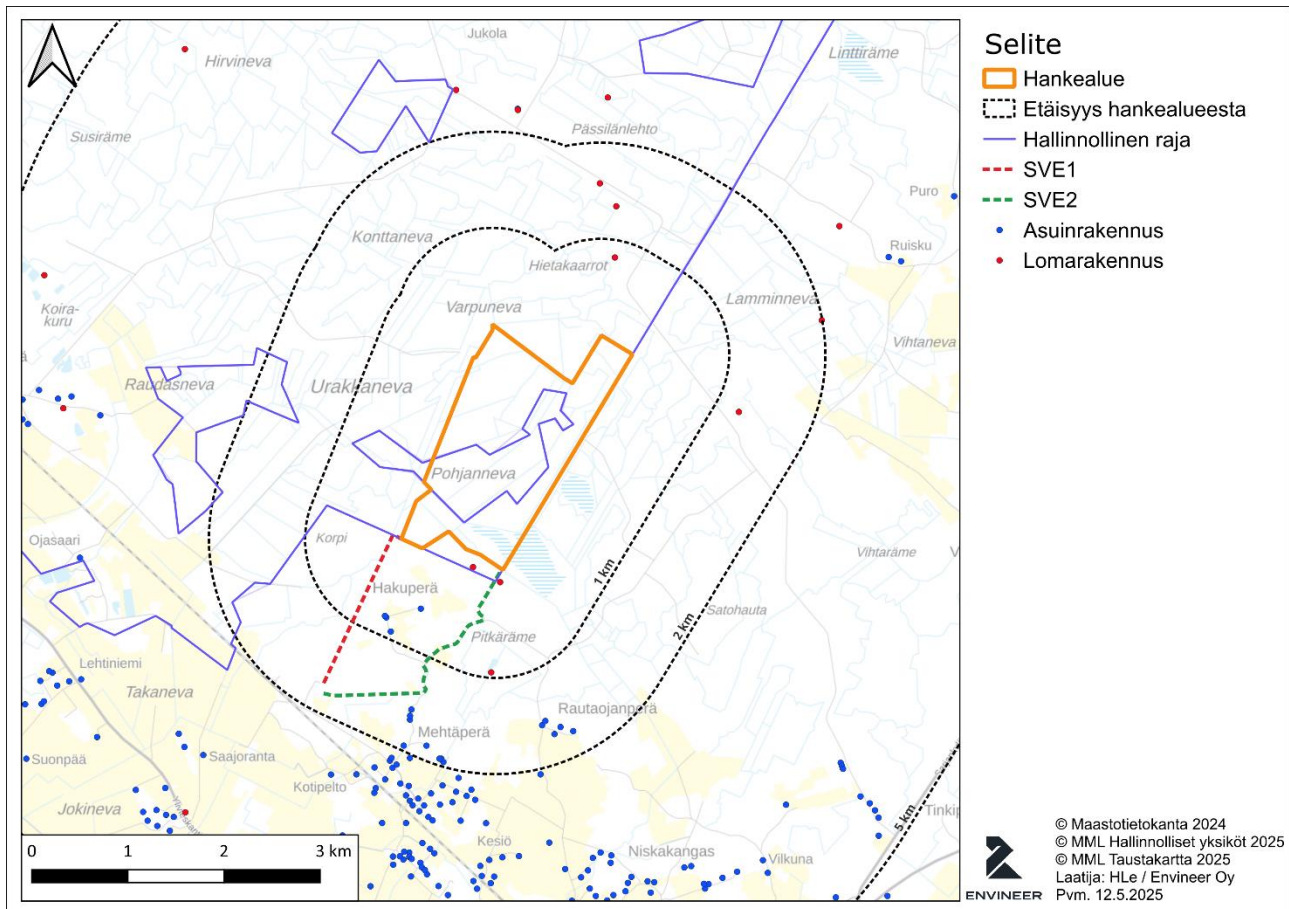 Jukola
Hirvineva
Linttiräme
Pässilänlehto
Susiräme
Puro
Konttaneva
Ruisku
Hietakaarrot
Koira-
kuru
Varpuneva
Lamminneva
Vihtaneva
Raudasneva
Urakkaneva
Pohjanneva
Ojasaari
Korpi
Vihtaräme
V
1 km
Hakuperä
Satohauta
2 km
Pitkäräme
Lehtiniemi
Takaneva
Rautaojanperä
Mehtäperä
Suonpää
Saajoranta
Kotipelto
Jokineva
Tinkip
5 km
Kesiö
Niskakangas
Vilkuna
0 1 2 3 km
Selite
Hankealue
Etäisyys hankealueesta
Hallinnollinen raja
SVE1
SVE2
Asuinrakennus
Lomarakennus
ENVINEER
© Maastotietokanta 2024
© MML Hallinnolliset yksiköt 2025
© MML Taustakartta 2025
Laatija: HLe / Envineer Oy
Pvm. 12.5.2025